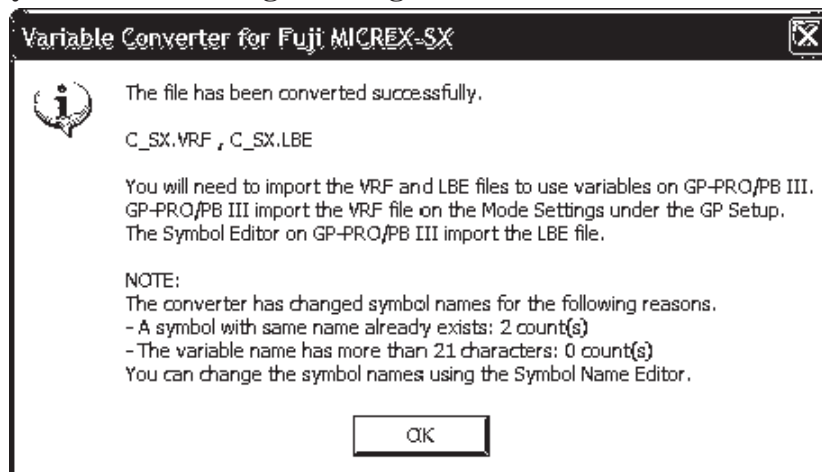 Variable Converter for Fuji MICREX-SX
The file has been converted successfully.
C_SX.VRF , C_SX.LBE
You will need to import the VRF and LBE files to use variables on GP-PRO/PB III.
GP-PRO/PB III import the VRF file on the Mode Settings under the GP Setup.
The Symbol Editor on GP-PRO/PB III import the LBE file.
NOTE:
The converter has changed symbol names for the following reasons.
- A symbol with same name already exists: 2 count(s)
- The variable name has more than 21 characters: 0 count(s)
You can change the symbol names using the Symbol Name Editor.
OK